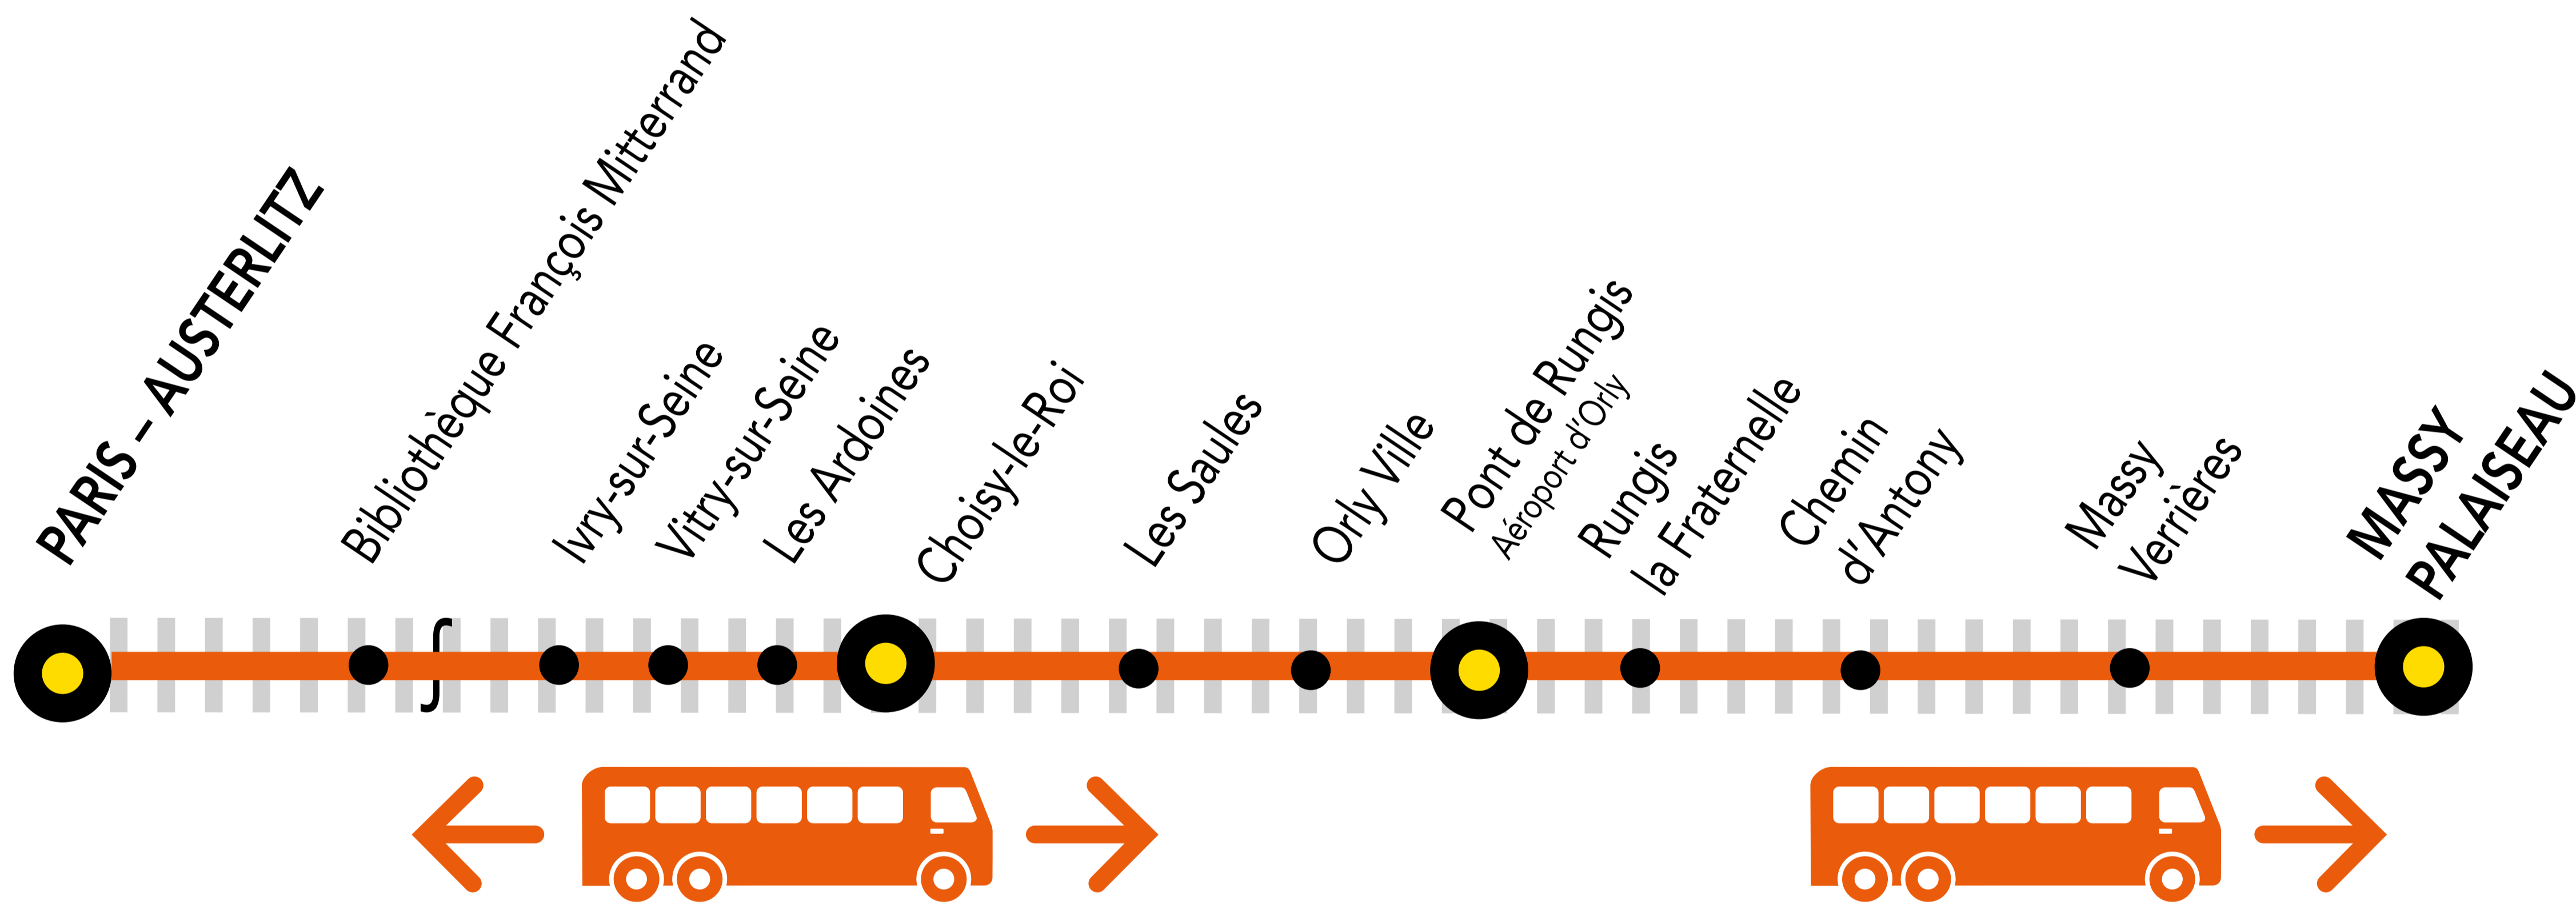 PARIS – AUSTERLITZ
Bibliothèque François Mitterrand
Ivry-sur-Seine
Vitry-sur-Seine
Les Ardoines
Choisy-le-Roi
Les Saules
Orly Ville
Pont de Rungis
Aéroport d'Orly
Rungis
la Fraternelle
Chemin
d'Antony
Massy
Verrières
MASSY
PALAISEAU